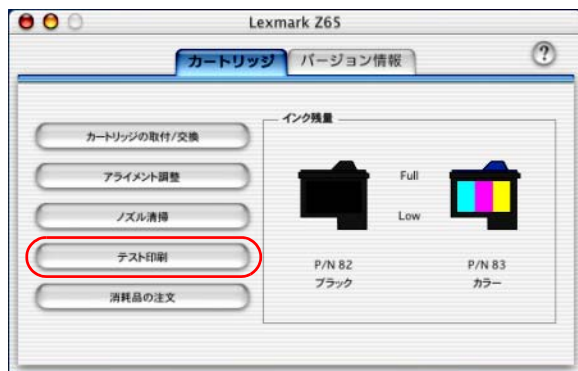 Lexmark Z65
カートリッジ バージョン情報 ?
カートリッジの取付/交換
アライメント調整
ノズル清掃
テスト印刷
消耗品の注文
インク残量
Full
Low
P/N 82
ブラック
P/N 83
カラー